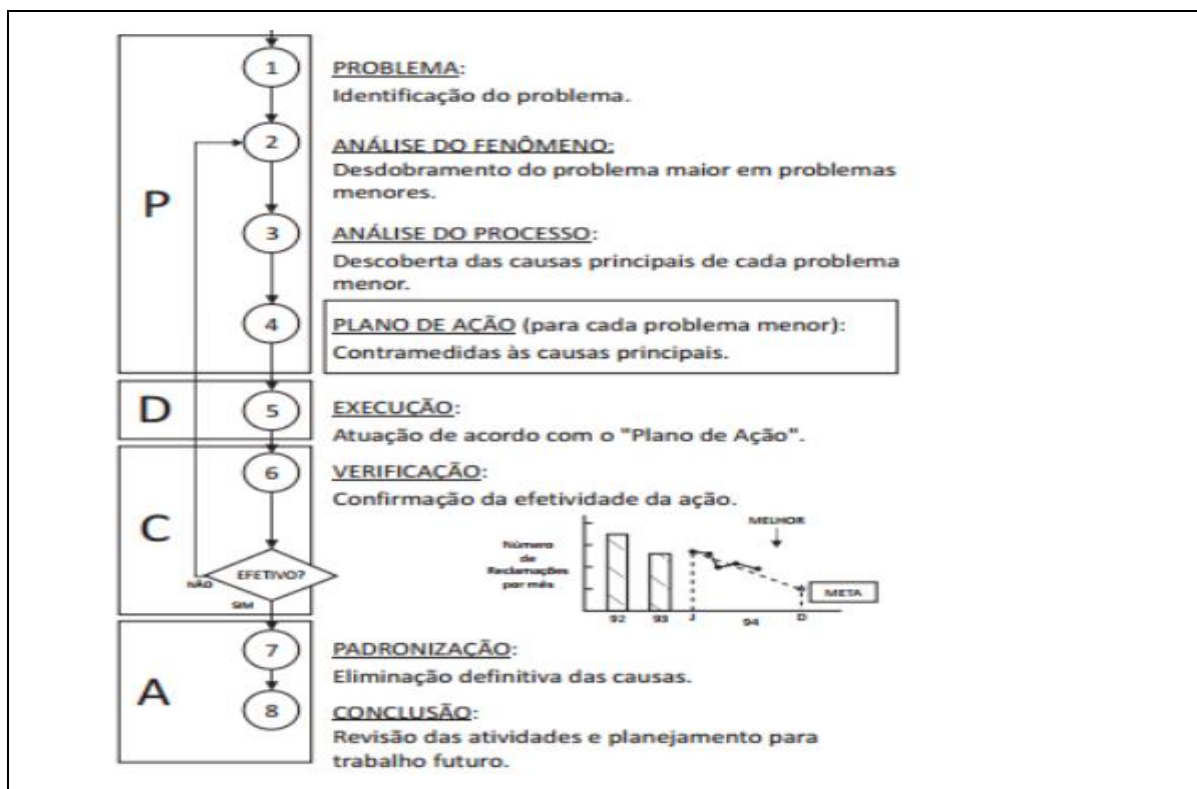 P
1
PROBLEMA:
Identificação do problema.
2
ANÁLISE DO FENÔMENO:
Desdobramento do problema maior em problemas
menores.
3
ANÁLISE DO PROCESSO:
Descoberta das causas principais de cada problema
menor.
4
PLANO DE AÇÃO (para cada problema menor):
Contramedidas às causas principais.
D
5
EXECUÇÃO:
Atuação de acordo com o "Plano de Ação".
C
6
VERIFICAÇÃO:
Confirmação da efetividade da ação.
EFETIVO?
NÃO
SIM
Número
de
Reclamações
por mês
MELHOR
META
92 93 J 94 D
A
7
PADRONIZAÇÃO:
Eliminação definitiva das causas.
8
CONCLUSÃO:
Revisão das atividades e planejamento para
trabalho futuro.